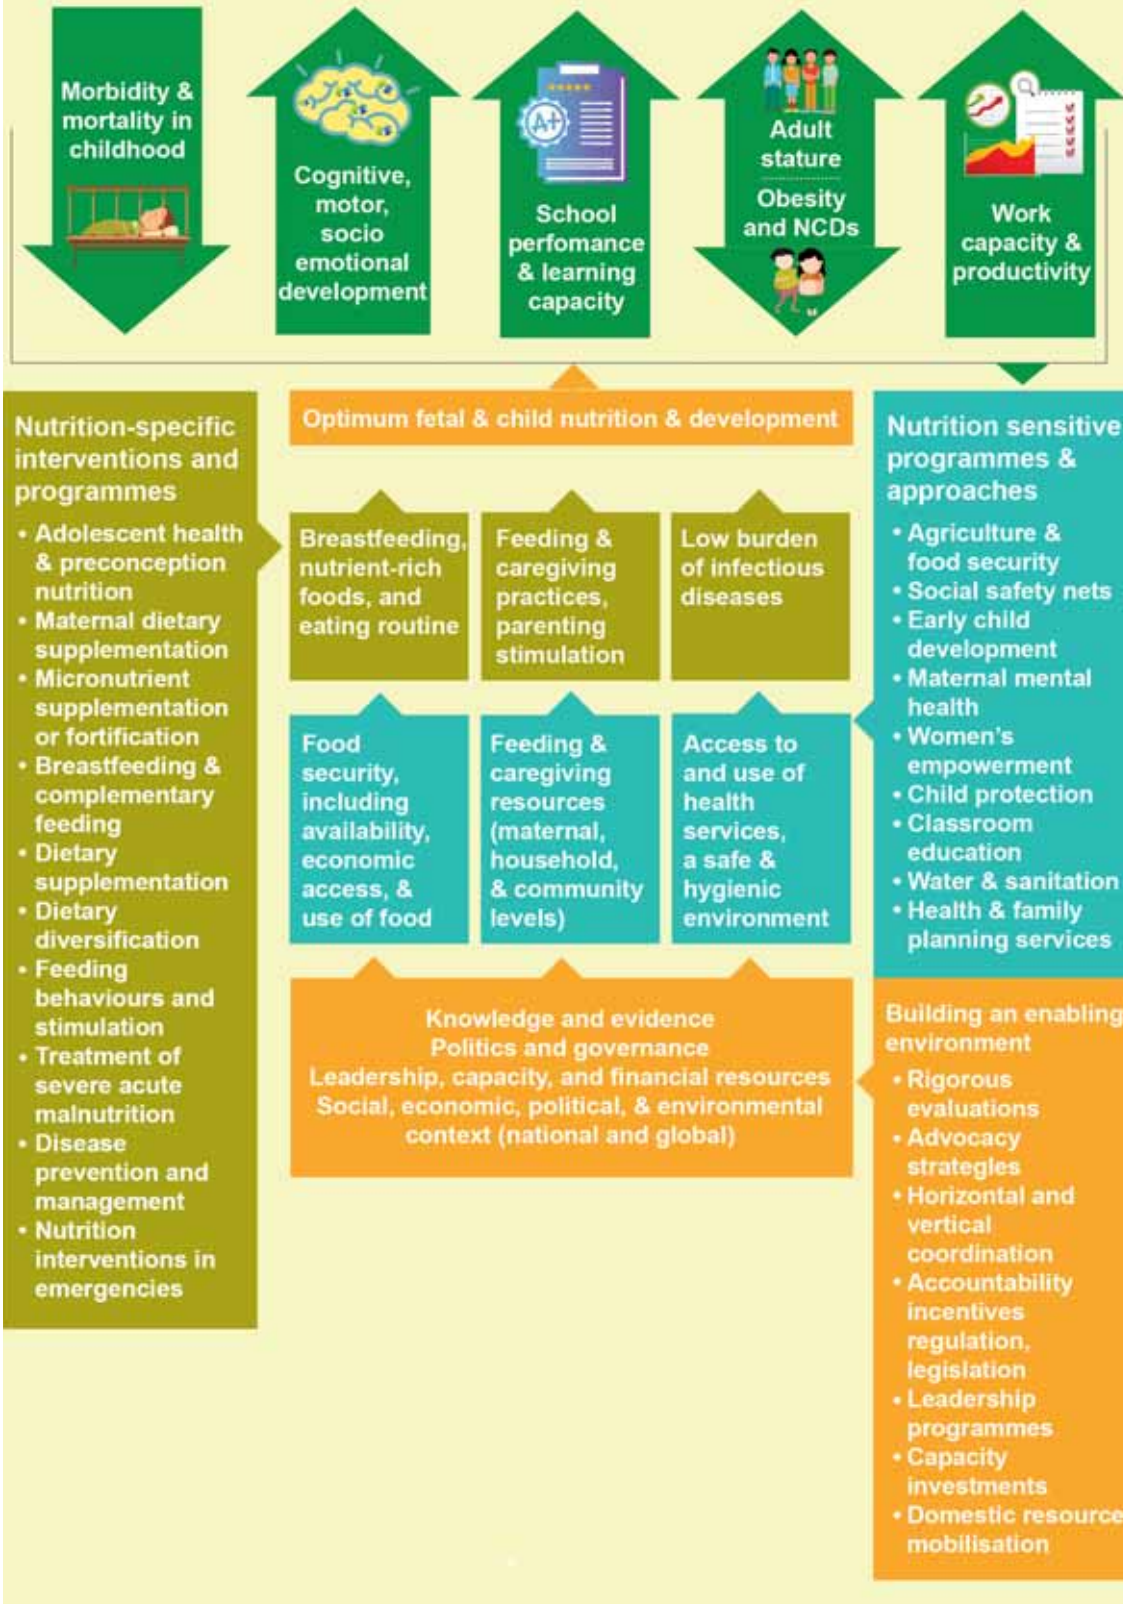 Morbidity &
mortality in
childhood
Cognitive,
motor,
socio
emotional
development
A+
School
perfomance
& learning
capacity
Adult
stature
Obesity
and NCDs
Work
capacity &
productivity
Optimum fetal & child nutrition & development
Nutrition-specific
interventions and
programmes
• Adolescent health
& preconception
nutrition
• Maternal dietary
supplementation
• Micronutrient
supplementation
or fortification
• Breastfeeding &
complementary
feeding
• Dietary
supplementation
• Dietary
diversification
• Feeding
behaviours and
stimulation
• Treatment of
severe acute
malnutrition
• Disease
prevention and
management
• Nutrition
interventions in
emergencies
Breastfeeding,
nutrient-rich
foods, and
eating routine
Feeding &
caregiving
practices,
parenting
stimulation
Low burden
of infectious
diseases
Food
security,
including
availability,
economic
access, &
use of food
Feeding &
caregiving
resources
(maternal,
household,
& community
levels)
Access to
and use of
health
services,
a safe &
hygienic
environment
Knowledge and evidence
Politics and governance
Leadership, capacity, and financial resources
Social, economic, political, & environmental
context (national and global)
Nutrition sensitive
programmes &
approaches
• Agriculture &
food security
• Social safety nets
• Early child
development
• Maternal mental
health
• Women's
empowerment
• Child protection
• Classroom
education
• Water & sanitation
• Health & family
planning services
Building an enabling
environment
• Rigorous
evaluations
• Advocacy
strategles
• Horizontal and
vertical
coordination
• Accountability
incentives
regulation,
legislation
• Leadership
programmes
• Capacity
investments
• Domestic resource
mobilisation